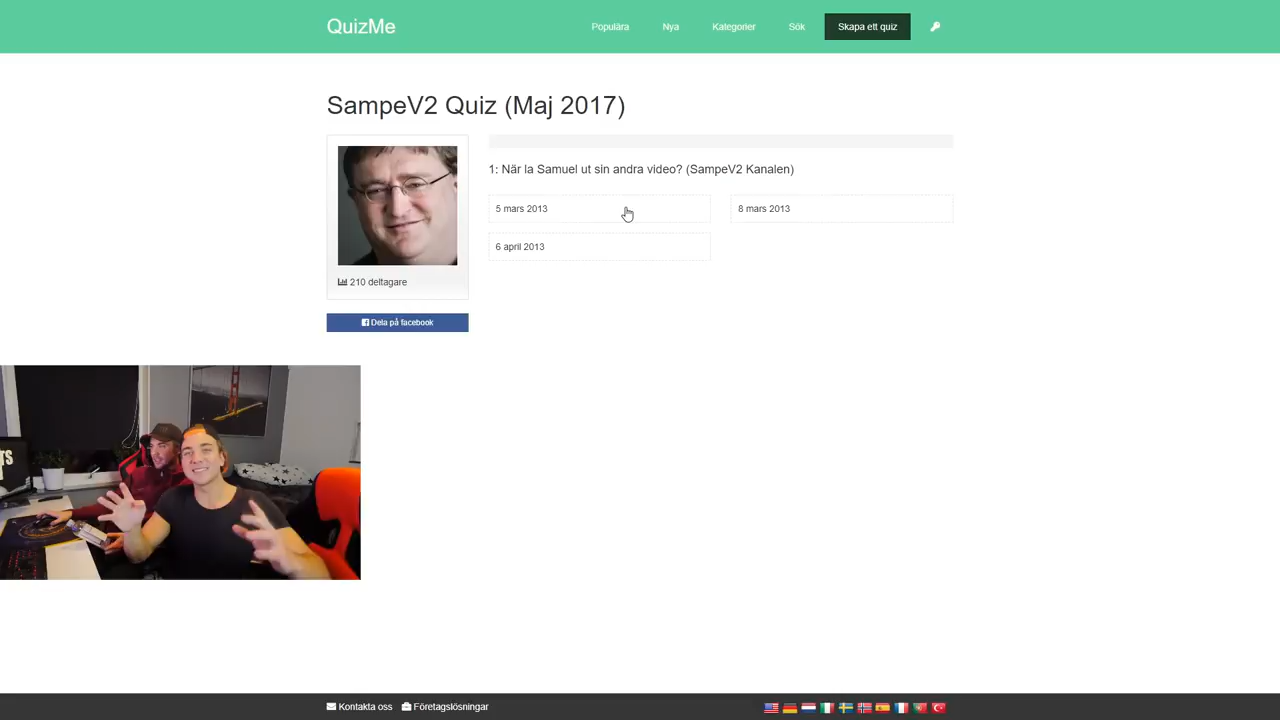 QuizMe
Populära
Nya
Kategorier
Sök
Skapa ett quiz
SampeV2 Quiz (Maj 2017)
1: När la Samuel ut sin andra video? (SampeV2 Kanalen)
5 mars 2013
8 mars 2013
6 april 2013
210 deltagare
Dela på facebook
Kontakta oss
Företagslösningar